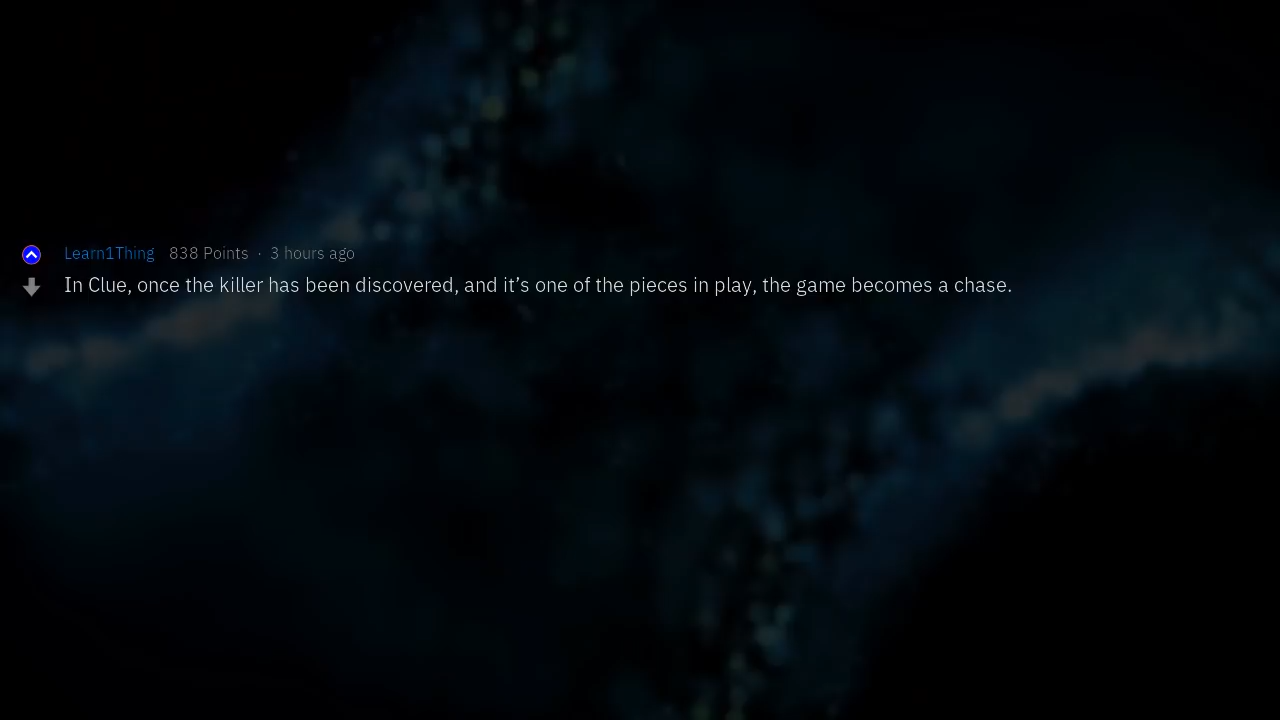 Learn1Thing 838 Points · 3 hours ago
In Clue, once the killer has been discovered, and it’s one of the pieces in play, the game becomes a chase.